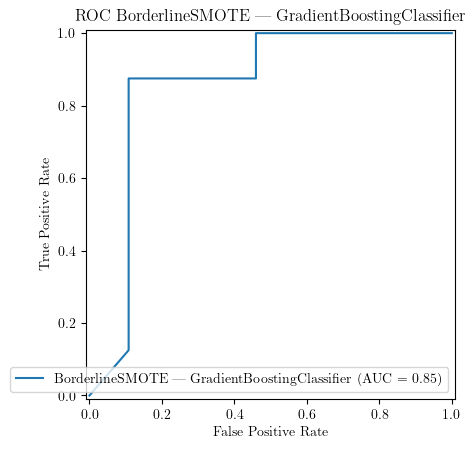 ROC BorderlineSMOTE — GradientBoostingClassifier
1.0
0.8
0.6
0.4
0.2
0.0
True Positive Rate
BorderlineSMOTE — GradientBoostingClassifier (AUC = 0.85)
0.0 0.2 0.4 0.6 0.8 1.0
False Positive Rate